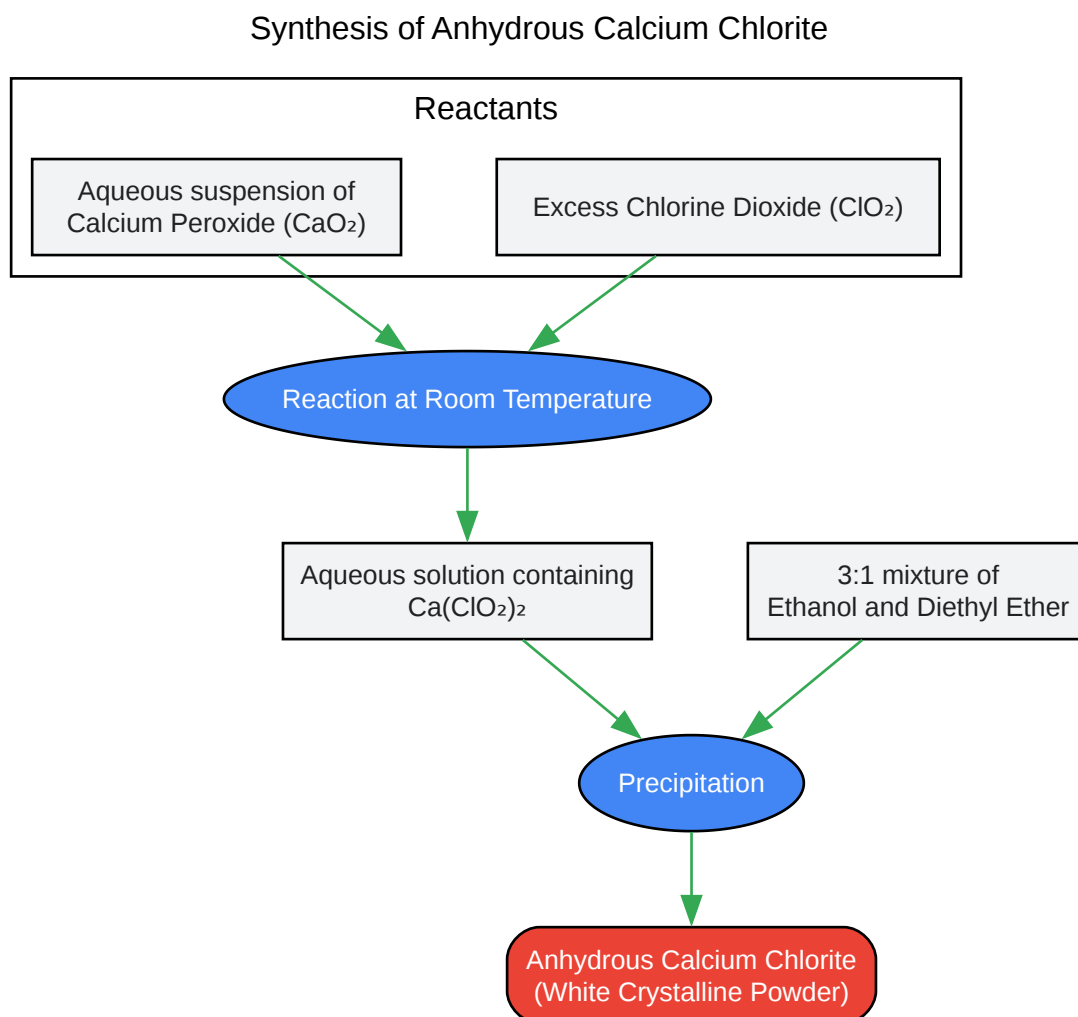 Synthesis of Anhydrous Calcium Chlorite
Reactants
Aqueous suspension of
Calcium Peroxide (CaO₂)
Excess Chlorine Dioxide (ClO₂)
Reaction at Room Temperature
Aqueous solution containing
Ca(ClO₂)₂
3:1 mixture of
Ethanol and Diethyl Ether
Precipitation
Anhydrous Calcium Chlorite
(White Crystalline Powder)